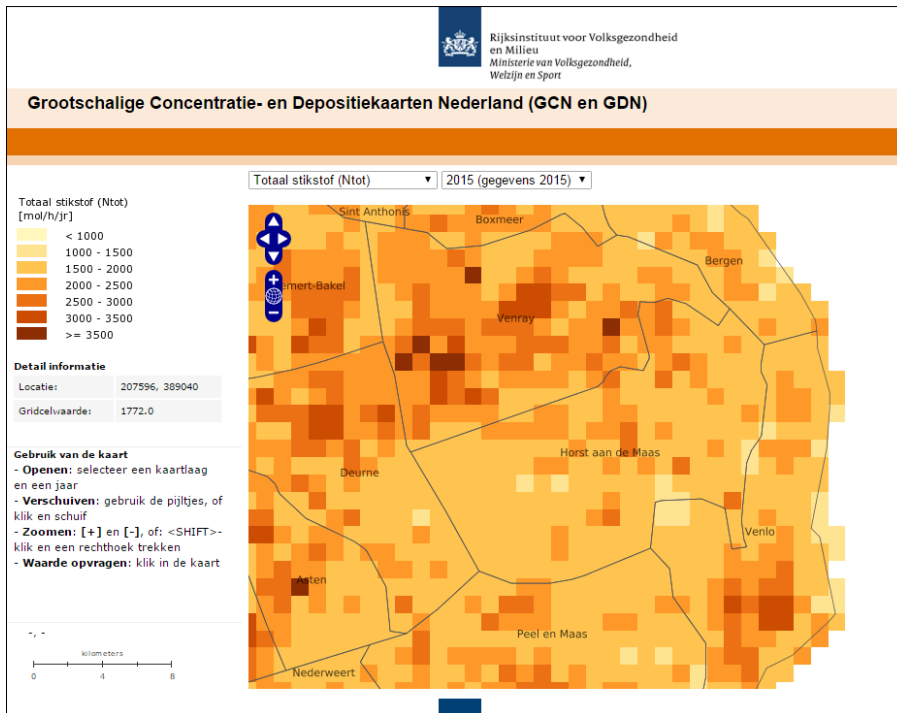 Rijksinstituut voor Volksgezondheid
en Milieu
Ministerie van Volksgezondheid,
Welzijn en Sport
Grootschalige Concentratie- en Depositiekaarten Nederland (GCN en GDN)
Totaal stikstof (Ntot)
2015 (gegevens 2015)
Totaal stikstof (Ntot)
[mol/h/jr]
< 1000
1000 - 1500
1500 - 2000
2000 - 2500
2500 - 3000
3000 - 3500
>= 3500
Detail informatie
Locatie: 207596, 389040
Gridcelwaarde: 1772.0
Gebruik van de kaart
- Openen: selecteer een kaartlaag
en een jaar
- Verschuiven: gebruik de pijltjes, of
klik en schuif
- Zoomen: [+] en [-], of: <SHIFT>-
klik en een rechthoek trekken
- Waarde opvragen: klik in de kaart
-, -
kilometers
0 4 8
Sint Anthonis
Boxmeer
Bergen
emert-Bakel
Venray
Horst aan de Maas
Deurne
Venlo
Asten
Peel en Maas
Nederweert